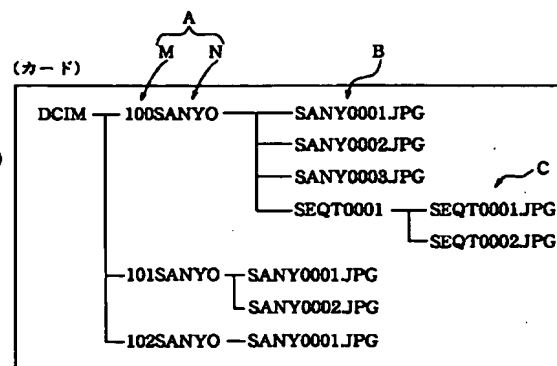 A
M N
B
(カード)
DCIM 100SANYO SANY0001.JPG
SANY0002.JPG
C
SANY0003.JPG
SEQT0001 SEQT0001.JPG
SEQT0002.JPG
101SANYO SANY0001.JPG
SANY0002.JPG
102SANYO SANY0001.JPG